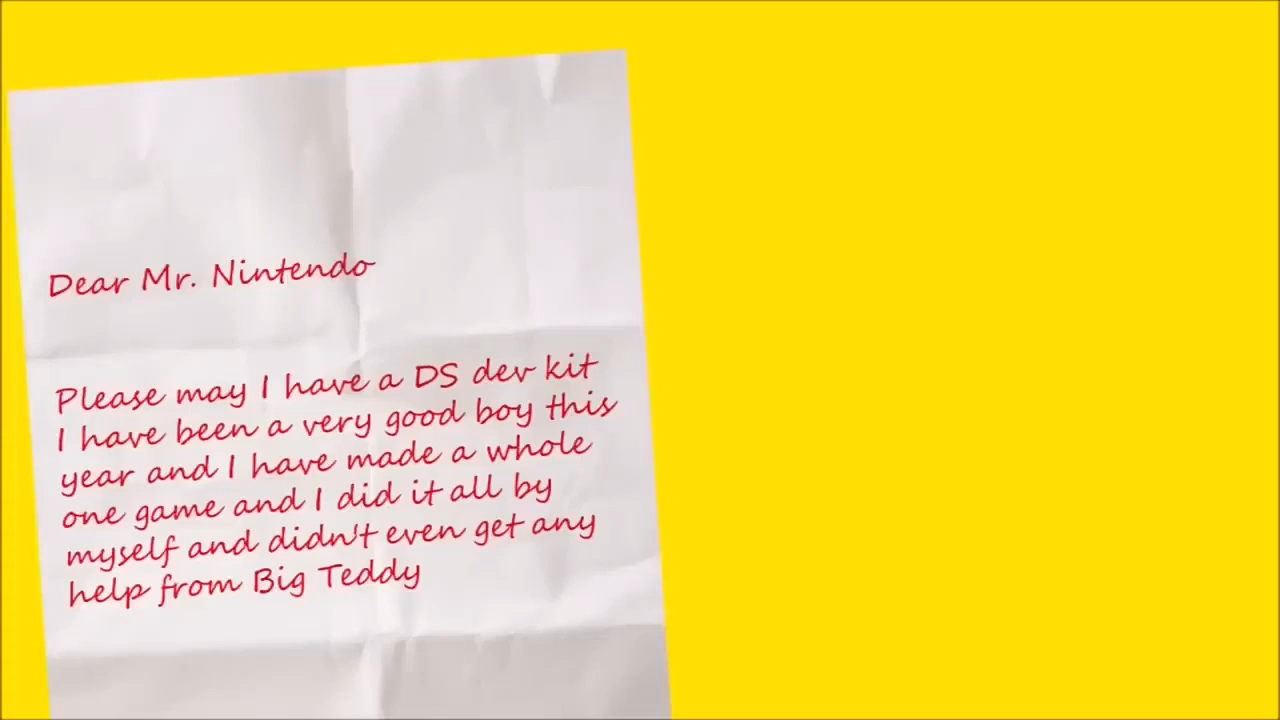 Dear Mr. Nintendo
Please may I have a DS dev kit
I have been a very good boy this
year and I have made a whole
one game and I did it all by
myself and didn't even get any
help from Big Teddy